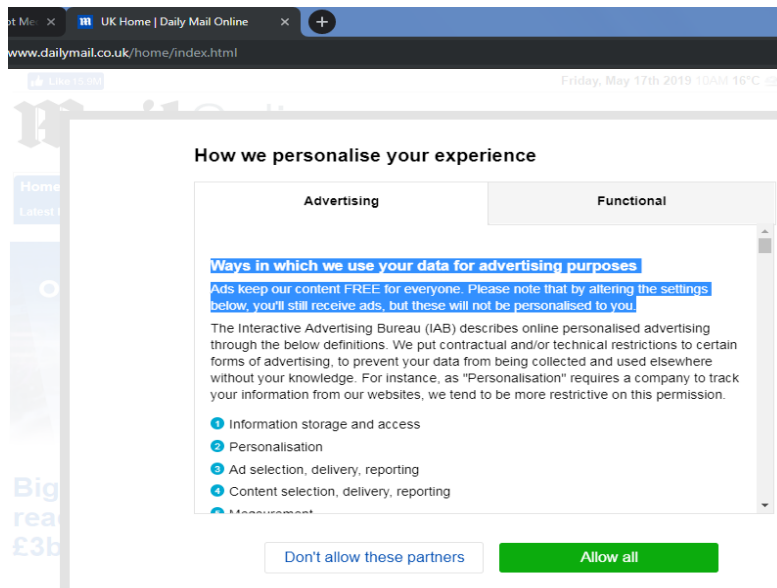 UK Home | Daily Mail Online
www.dailymail.co.uk/home/index.html
Like
Friday, May 17th 2019 10AM 16°C
How we personalise your experience
Home
Latest
Advertising
Functional
Ways in which we use your data for advertising purposes
Ads keep our content FREE for everyone. Please note that by altering the settings
below, you'll still receive ads, but these will not be personalised to you.
The Interactive Advertising Bureau (IAB) describes online personalised advertising
through the below definitions. We put contractual and/or technical restrictions to certain
forms of advertising, to prevent your data from being collected and used elsewhere
without your knowledge. For instance, as "Personalisation" requires a company to track
your information from our websites, we tend to be more restrictive on this permission.
1 Information storage and access
2 Personalisation
3 Ad selection, delivery, reporting
4 Content selection, delivery, reporting
Big
£3b
Don't allow these partners
Allow all